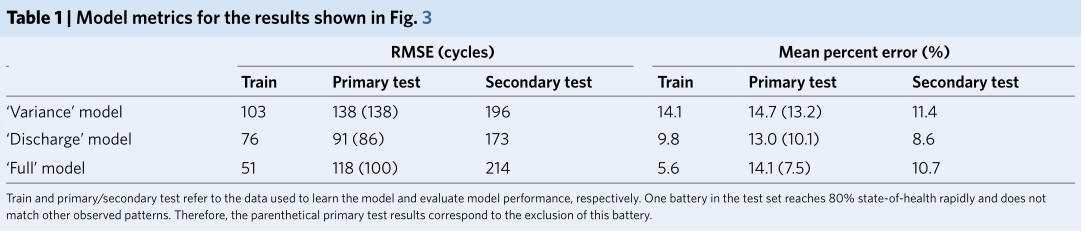 Table 1 | Model metrics for the results shown in Fig. 3
RMSE (cycles) Mean percent error (%)
Train Primary test Secondary test Train Primary test Secondary test
‘Variance’ model 103 138 (138) 196 14.1 14.7 (13.2) 11.4
‘Discharge’ model 76 91 (86) 173 9.8 13.0 (10.1) 8.6
‘Full’ model 51 118 (100) 214 5.6 14.1 (7.5) 10.7
Train and primary/secondary test refer to the data used to learn the model and evaluate model performance, respectively. One battery in the test set reaches 80% state-of-health rapidly and does not
match other observed patterns. Therefore, the parenthetical primary test results correspond to the exclusion of this battery.